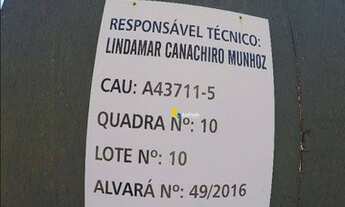 RESPONSÁVEL TÉCNICO:
LINDAMAR CANACHIRO MUNHOZ
CAU: A43711-5
QUADRA Nº: 10
LOTE Nº: 10
ALVARÁ Nº: 49/2016